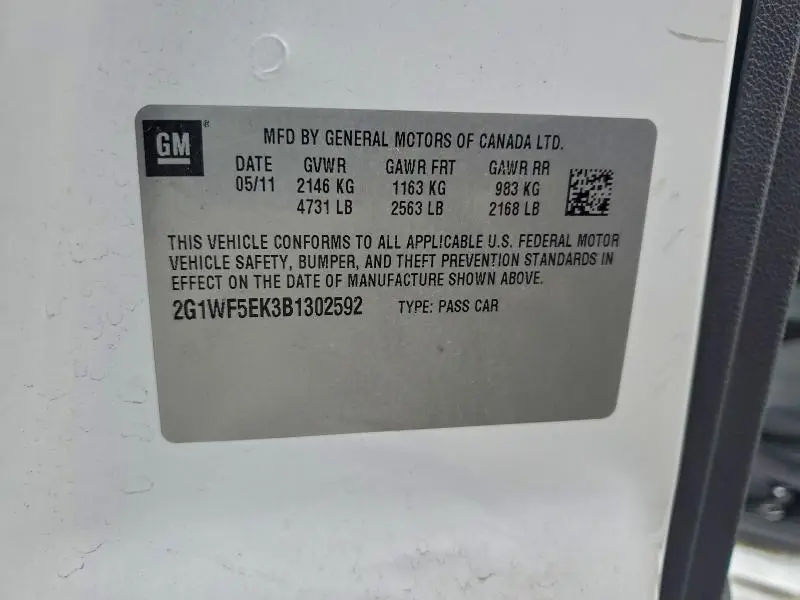 GM® MFD BY GENERAL MOTORS OF CANADA LTD.
DATE GVWR GAWR FRT GAWR RR
05/11 2146 KG 1163 KG 983 KG
4731 LB 2563 LB 2168 LB
THIS VEHICLE CONFORMS TO ALL APPLICABLE U.S. FEDERAL MOTOR
VEHICLE SAFETY, BUMPER, AND THEFT PREVENTION STANDARDS IN
EFFECT ON THE DATE OF MANUFACTURE SHOWN ABOVE.
2G1WF5EK3B1302592 TYPE: PASS CAR